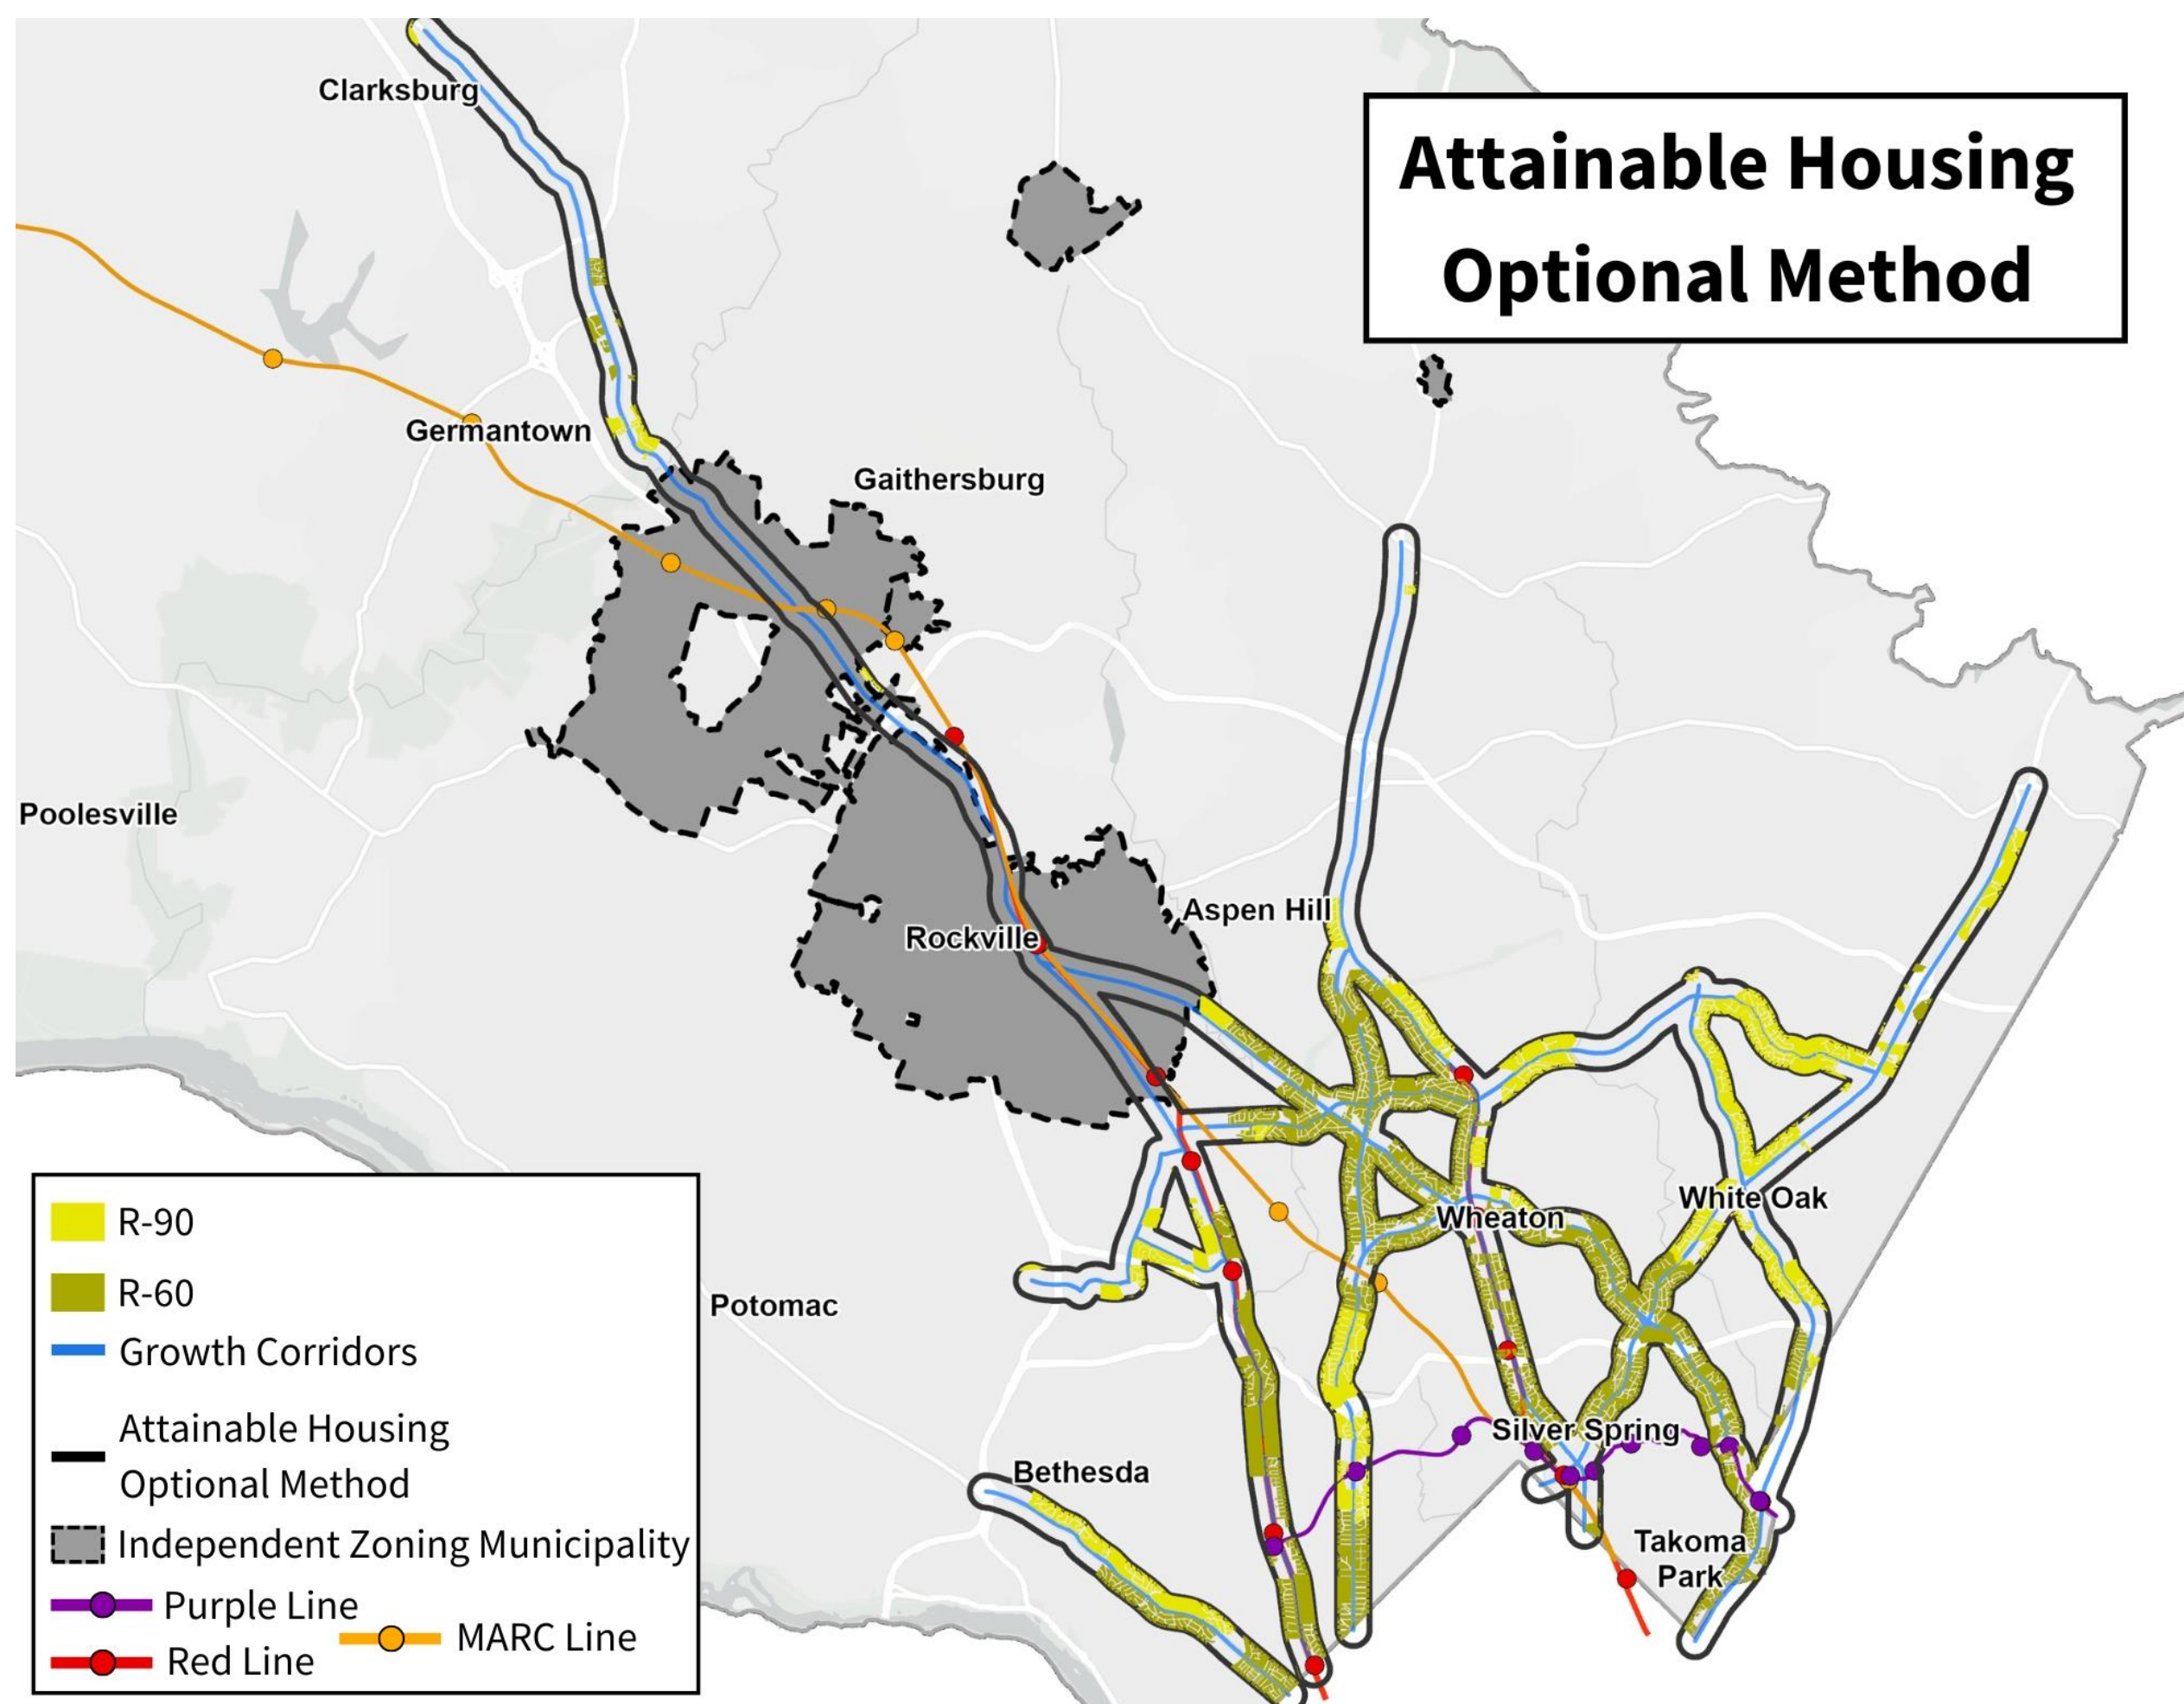 Attainable Housing
Optional Method
Clarksburg
Germantown
Gaithersburg
Poolesville
Aspen Hill
Rockville
White Oak
Wheaton
Potomac
Silver Spring
Bethesda
Takoma
Park
R-90
R-60
Growth Corridors
Attainable Housing
Optional Method
Independent Zoning Municipality
Purple Line
MARC Line
Red Line